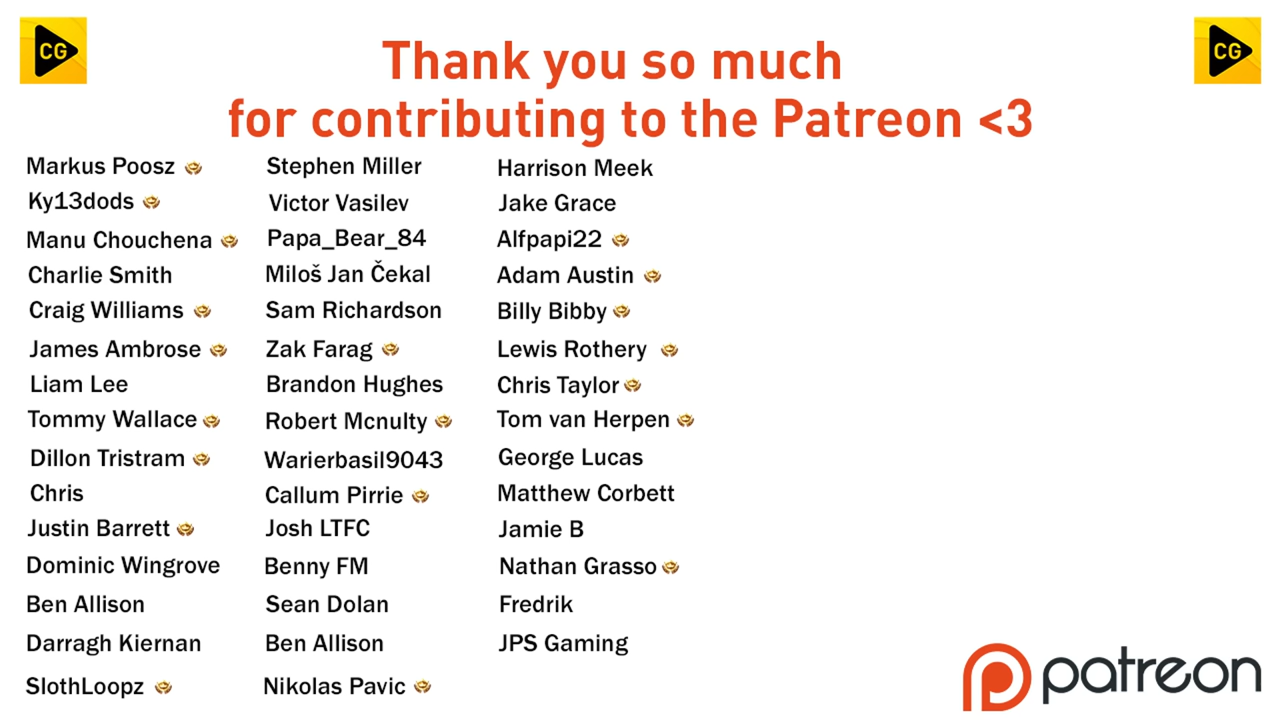 CG
CG
Thank you so much
for contributing to the Patreon <3
Markus Poosz
Ky13dods
Manu Chouchena
Charlie Smith
Craig Williams
James Ambrose
Liam Lee
Tommy Wallace
Dillon Tristram
Chris
Justin Barrett
Dominic Wingrove
Ben Allison
Darragh Kiernan
SlothLoopz
Stephen Miller
Victor Vasilev
Papa_Bear_84
Miloš Jan Čekal
Sam Richardson
Zak Farag
Brandon Hughes
Robert Mcnulty
Warierbasil9043
Callum Pirrie
Josh LTFC
Benny FM
Sean Dolan
Ben Allison
Nikolas Pavic
Harrison Meek
Jake Grace
Alfpapi22
Adam Austin
Billy Bibby
Lewis Rothery
Chris Taylor
Tom van Herpen
George Lucas
Matthew Corbett
Jamie B
Nathan Grasso
Fredrik
JPS Gaming
patreon